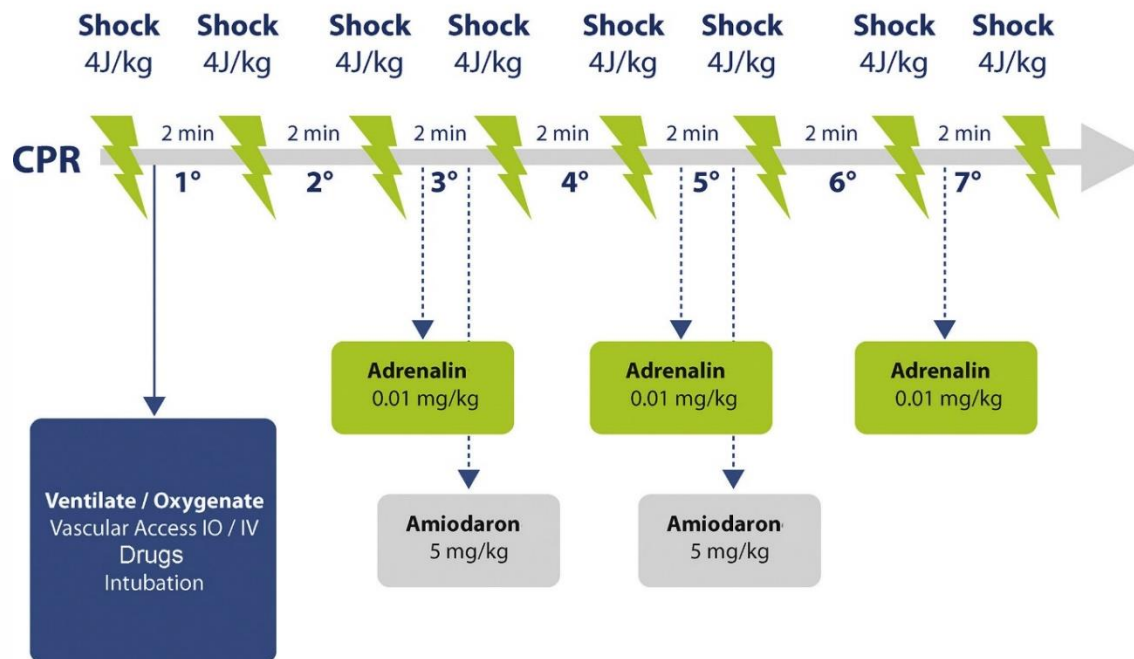 Shock
4J/kg
Shock
4J/kg
Shock
4J/kg
Shock
4J/kg
Shock
4J/kg
Shock
4J/kg
Shock
4J/kg
Shock
4J/kg
CPR
2 min
2 min
2 min
2 min
2 min
2 min
2 min
1°
2°
3°
4°
5°
6°
7°
Adrenalin
0.01 mg/kg
Adrenalin
0.01 mg/kg
Adrenalin
0.01 mg/kg
Ventilate / Oxygenate
Vascular Access IO / IV
Drugs
Intubation
Amiodaron
5 mg/kg
Amiodaron
5 mg/kg